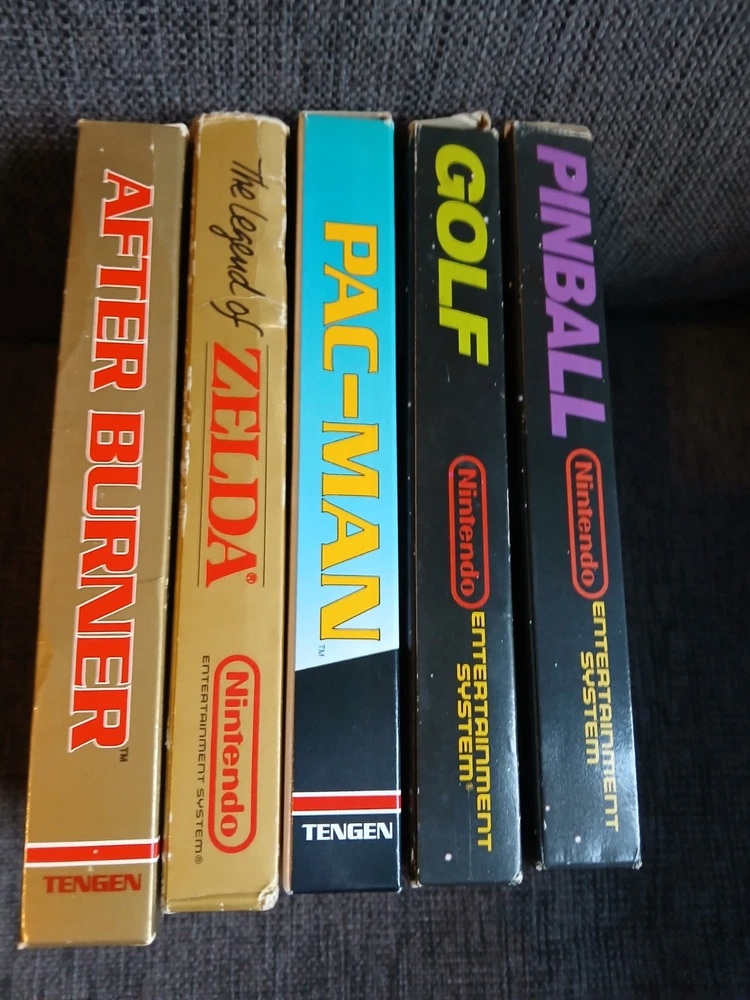 AFTER BURNER™
TENGEN
The Legend of
ZELDA®
Nintendo
ENTERTAINMENT SYSTEM®
PAC-MAN™
TENGEN
GOLF
Nintendo
ENTERTAINMENT
SYSTEM®
PINBALL
Nintendo
ENTERTAINMENT
SYSTEM